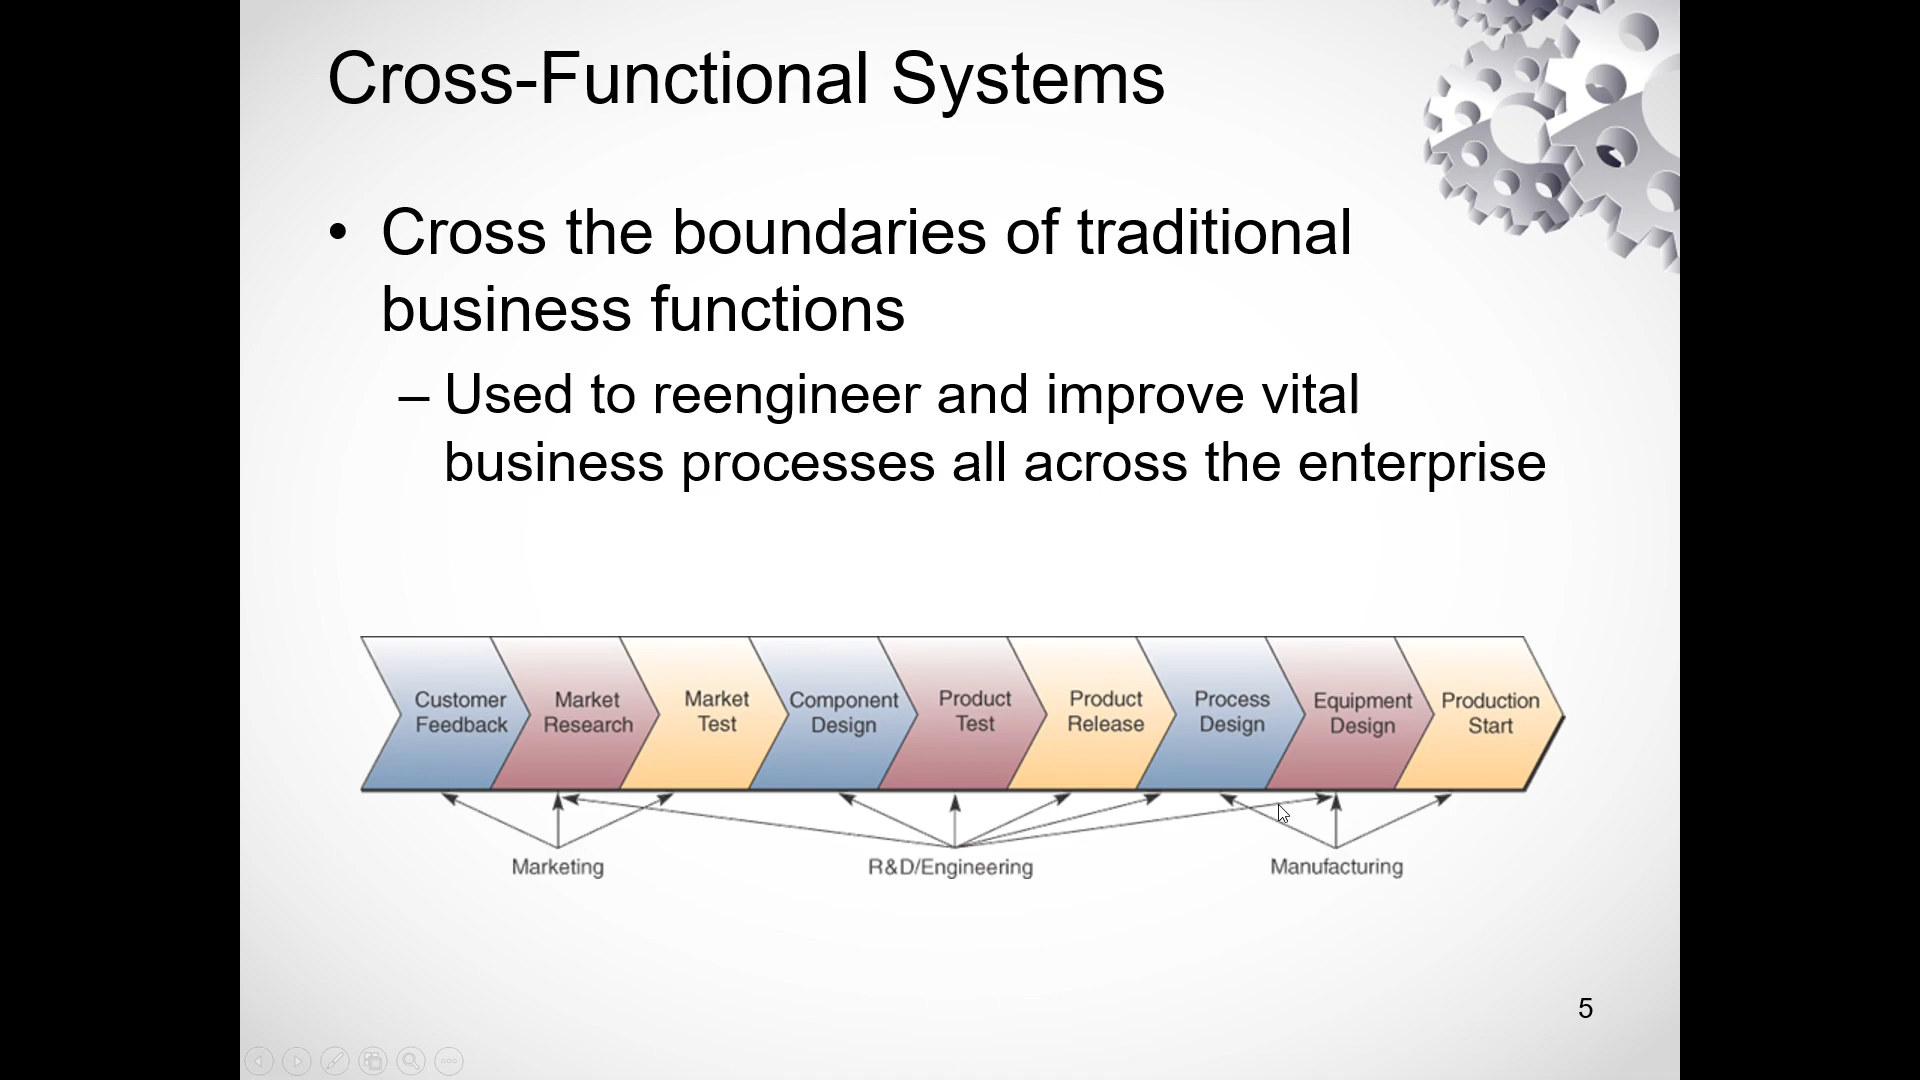 Cross-Functional Systems
• Cross the boundaries of traditional
business functions
– Used to reengineer and improve vital
business processes all across the enterprise
Customer
Feedback
Market
Research
Market
Test
Component
Design
Product
Test
Product
Release
Process
Design
Equipment
Design
Production
Start
Marketing
R&D/Engineering
Manufacturing
5